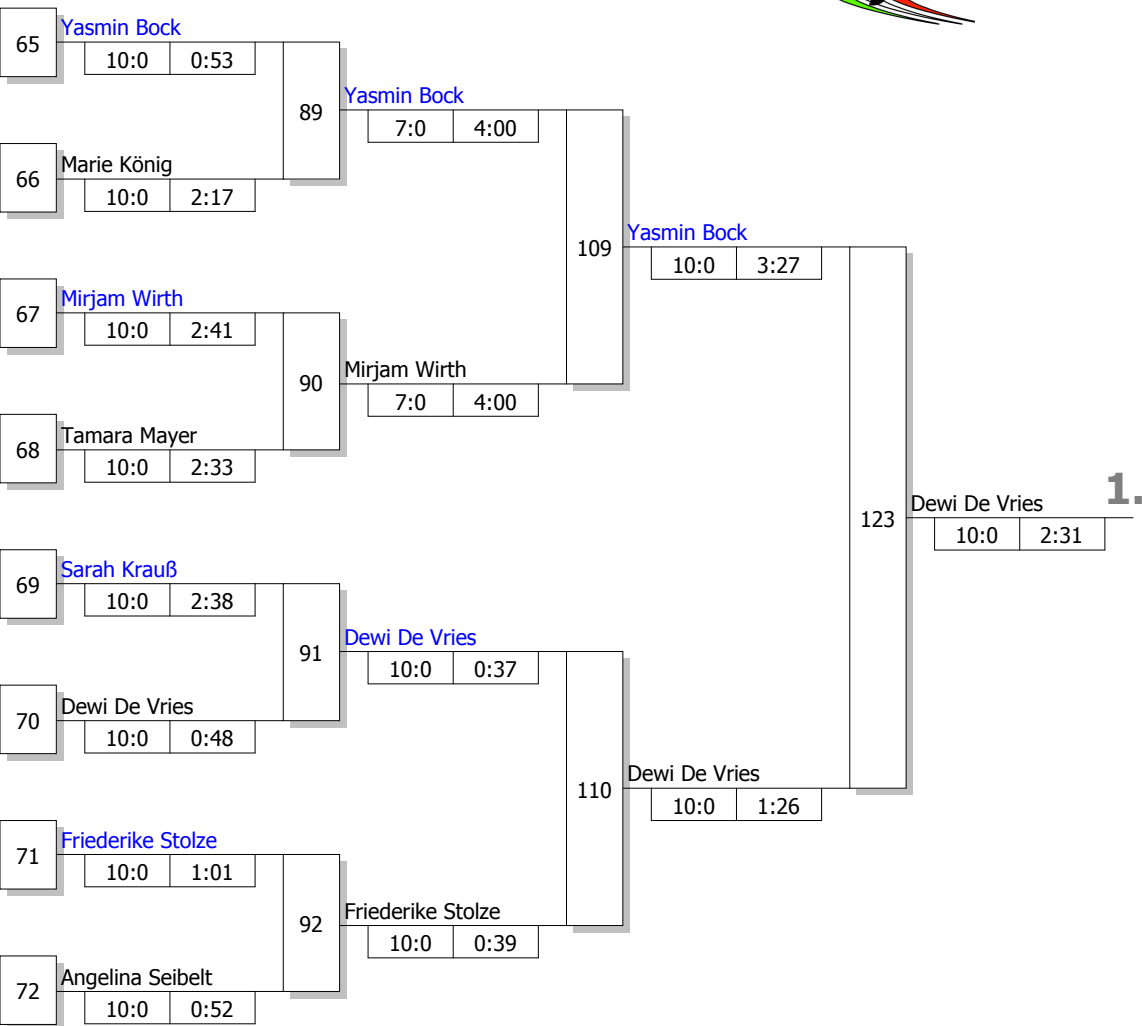 65
Yasmin Bock
10:0 0:53
89
Yasmin Bock
7:0 4:00
66
Marie König
10:0 2:17
109
Yasmin Bock
10:0 3:27
67
Mirjam Wirth
10:0 2:41
90
Mirjam Wirth
7:0 4:00
68
Tamara Mayer
10:0 2:33
123
Dewi De Vries
1.
10:0 2:31
69
Sarah Krauß
10:0 2:38
91
Dewi De Vries
10:0 0:37
70
Dewi De Vries
10:0 0:48
110
Dewi De Vries
10:0 1:26
71
Friederike Stolze
10:0 1:01
92
Friederike Stolze
10:0 0:39
72
Angelina Seibelt
10:0 0:52